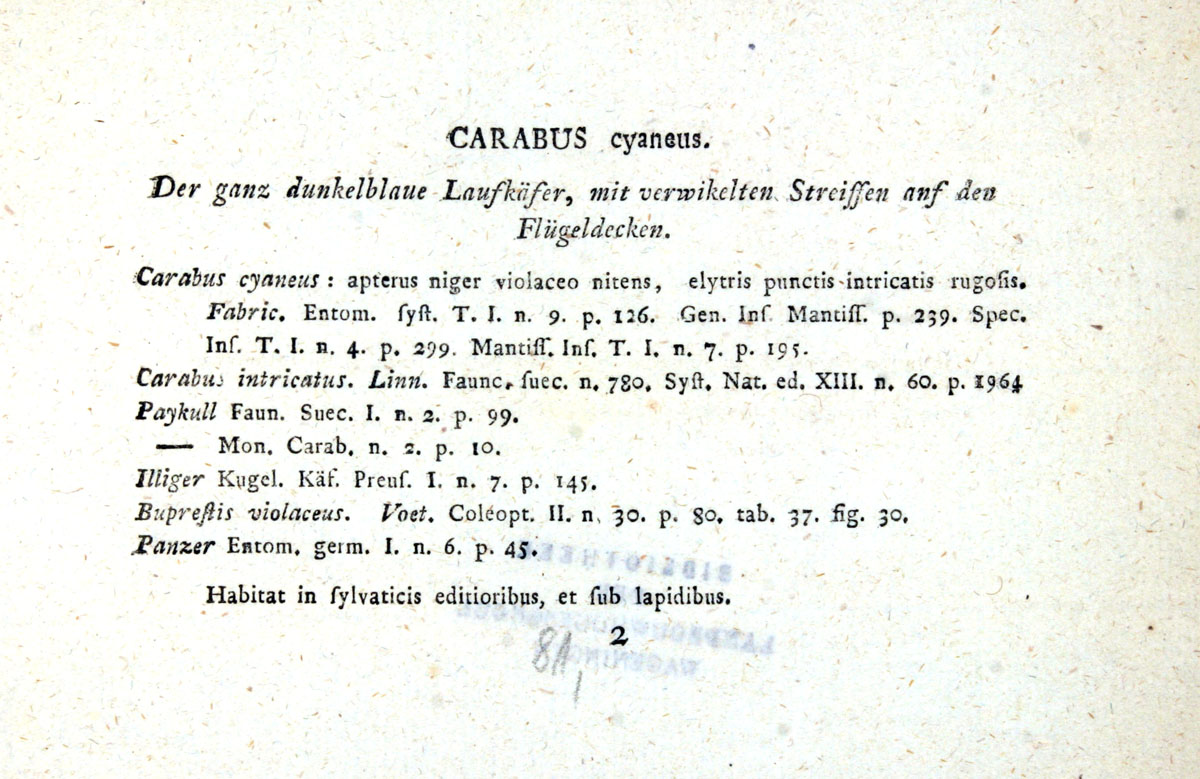 CARABUS cyaneus.
Der ganz dunkelblaue Laufkäfer, mit verwikelten Streiffen auf den
Flügeldecken.
Carabus cyaneus: apterus niger violaceo nitens, elytris punctis intricatis rugoſis.
Fabric. Entom. ſyſt. T. I. n. 9. p. 126. Gen. Inſ. Mantiſſ. p. 239. Spec.
Inſ. T. I. n. 4. p. 299. Mantiſſ. Inſ. T. I. n. 7. p. 195.
Carabus intricatus. Linn. Faunc. ſuec. n. 780. Syſt. Nat. ed. XIII. n. 60. p. 1964
Paykull Faun. Suec. I. n. 2. p. 99.
— Mon. Carab. n. 2. p. 10.
Illiger Kugel. Käf. Preuſ. I. n. 7. p. 145.
Bupreſtis violaceus. Voet. Coleopt. II. n. 30. p. 80. tab. 37. fig. 30.
Panzer Entom. germ. I. n. 6. p. 45.
BIBLIOTHEEK
Habitat in ſylvaticis editioribus, et ſub lapidibus.
2